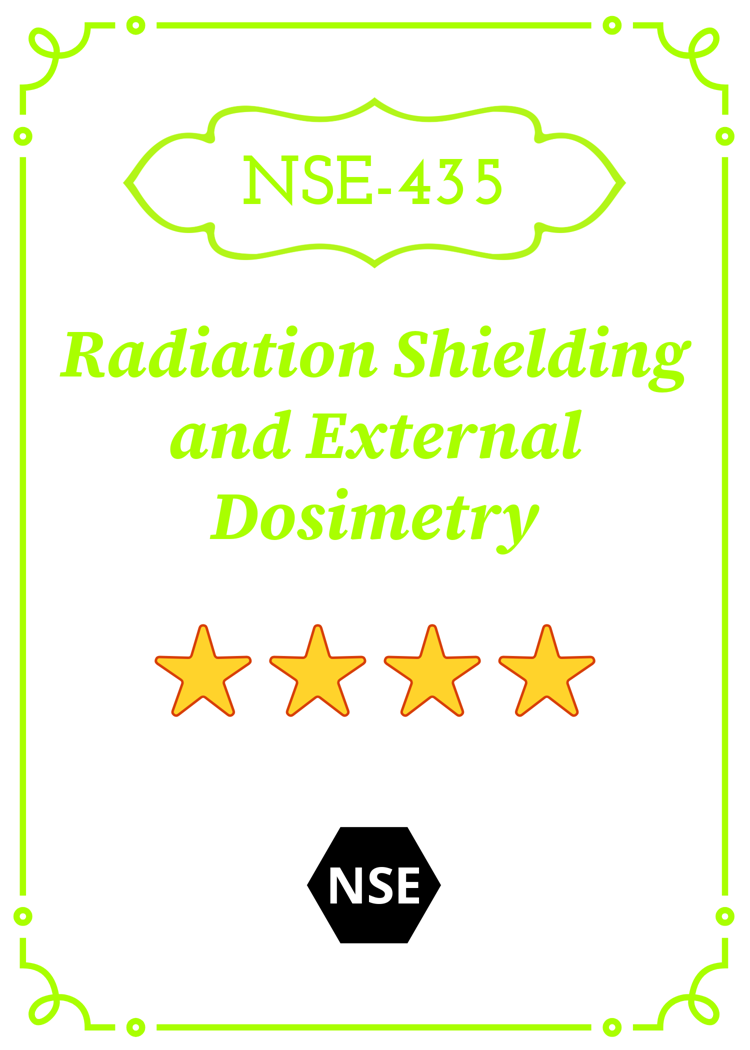 NSE-435
Radiation Shielding
and External
Dosimetry
NSE